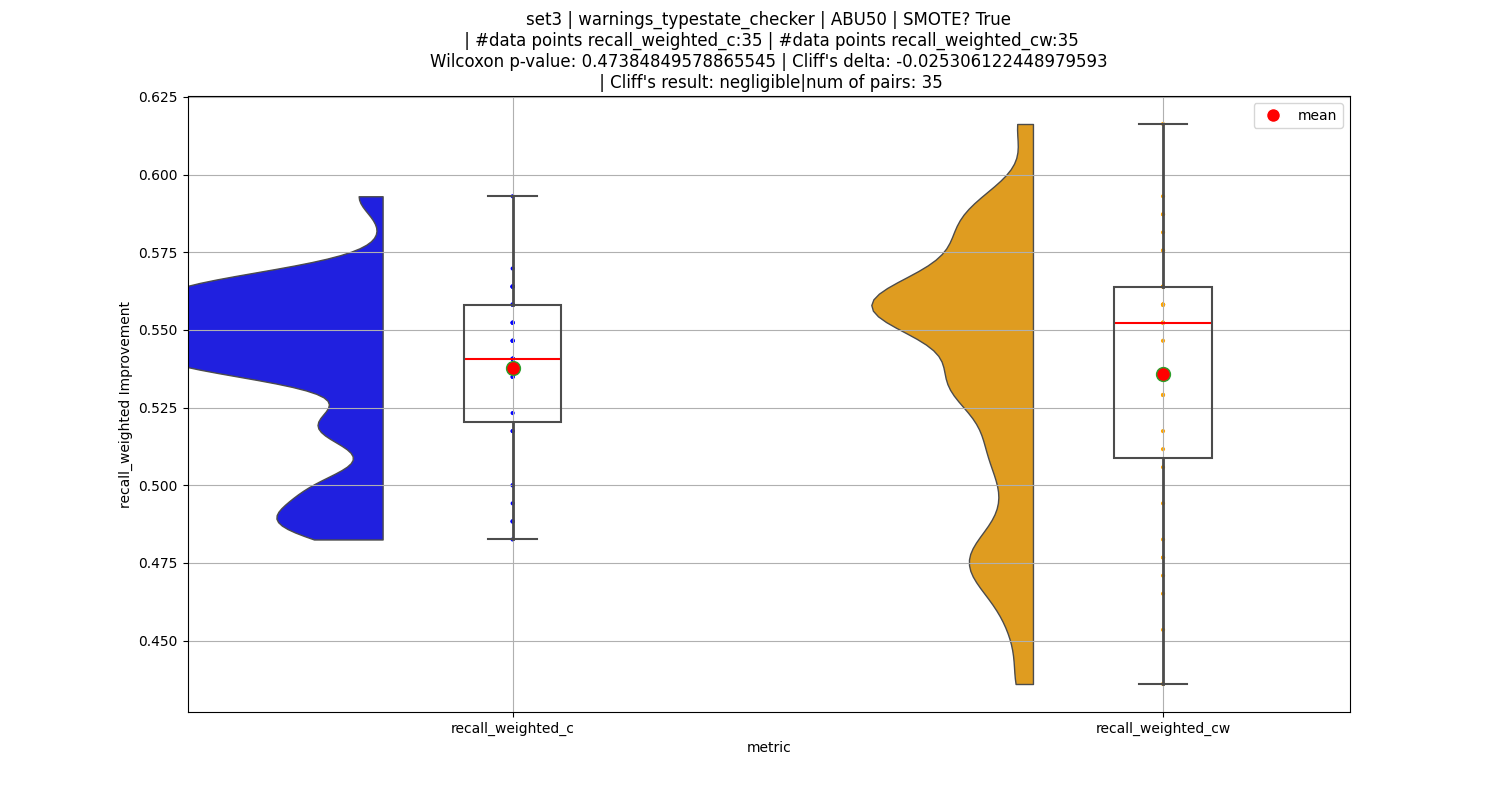 set3 | warnings_typestate_checker | ABU50 | SMOTE? True
| #data points recall_weighted_c:35 | #data points recall_weighted_cw:35
Wilcoxon p-value: 0.47384849578865545 | Cliff's delta: -0.025306122448979593
| Cliff's result: negligible|num of pairs: 35
mean
0.625
0.600
0.575
0.550
0.525
0.500
0.475
0.450
recall_weighted Improvement
recall_weighted_c
recall_weighted_cw
metric